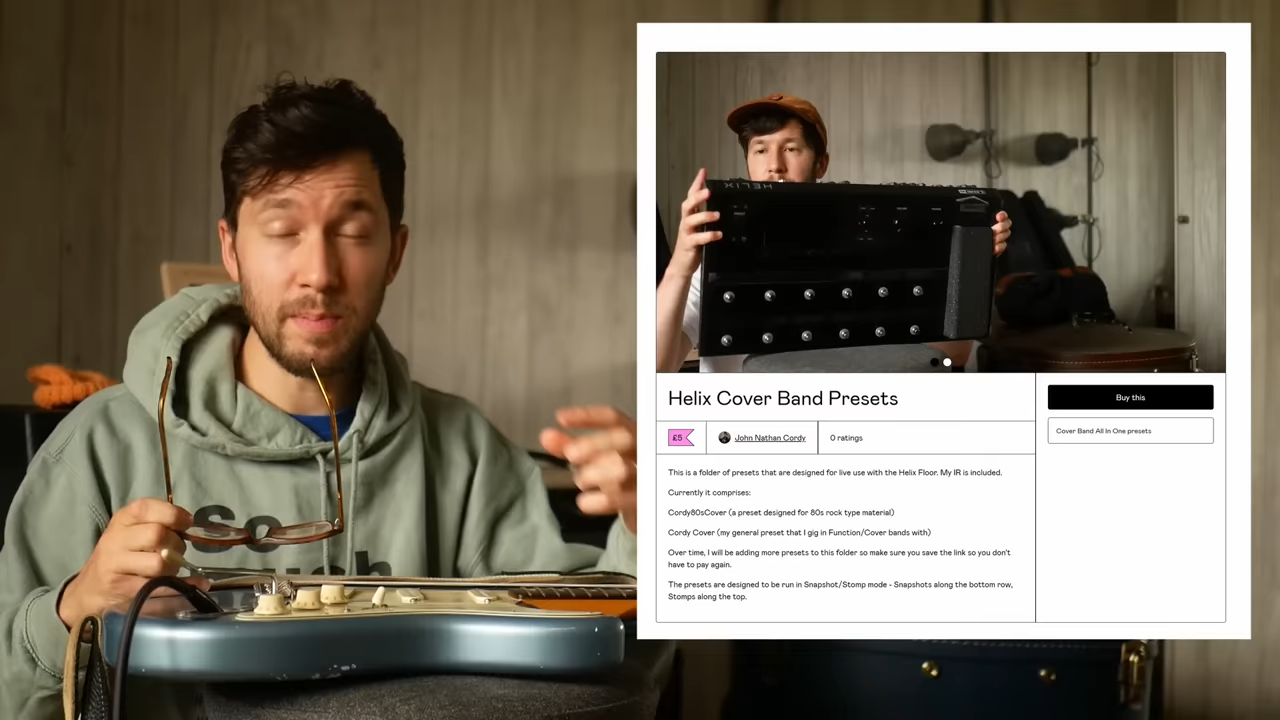 HELIX
Helix Cover Band Presets
£5
John Nathan Cordy
0 ratings
Buy this
Cover Band All In One presets
This is a folder of presets that are designed for live use with the Helix Floor. My IR is included.
Currently it comprises:
Cordy80sCover (a preset designed for 80s rock type material)
Cordy Cover (my general preset that I gig in Function/Cover bands with)
Over time, I will be adding more presets to this folder so make sure you save the link so you don't
have to pay again.
The presets are designed to be run in Snapshot/Stomp mode - Snapshots along the bottom row,
Stomps along the top.
So